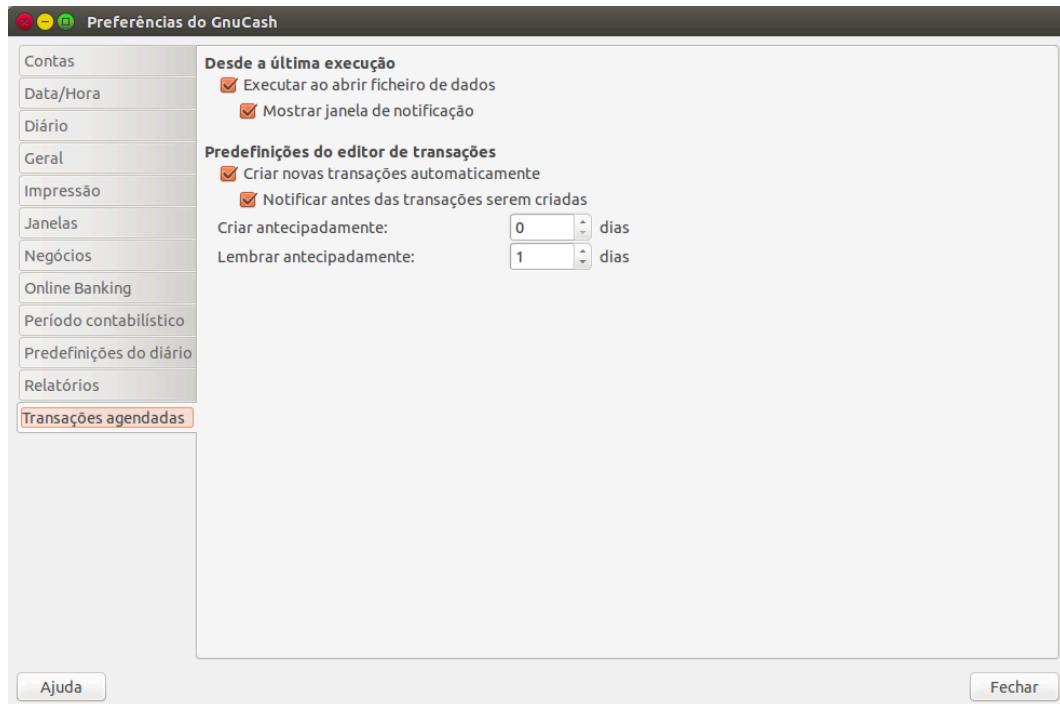 Preferências do GnuCash
Contas
Data/Hora
Diário
Geral
Impressão
Janelas
Negócios
Online Banking
Período contabilístico
Predefinições do diário
Relatórios
Transações agendadas
Desde a última execução
Executar ao abrir ficheiro de dados
Mostrar janela de notificação
Predefinições do editor de transações
Criar novas transações automaticamente
Notificar antes das transações serem criadas
Criar antecipadamente: 0 dias
Lembrar antecipadamente: 1 dias
Ajuda Fechar